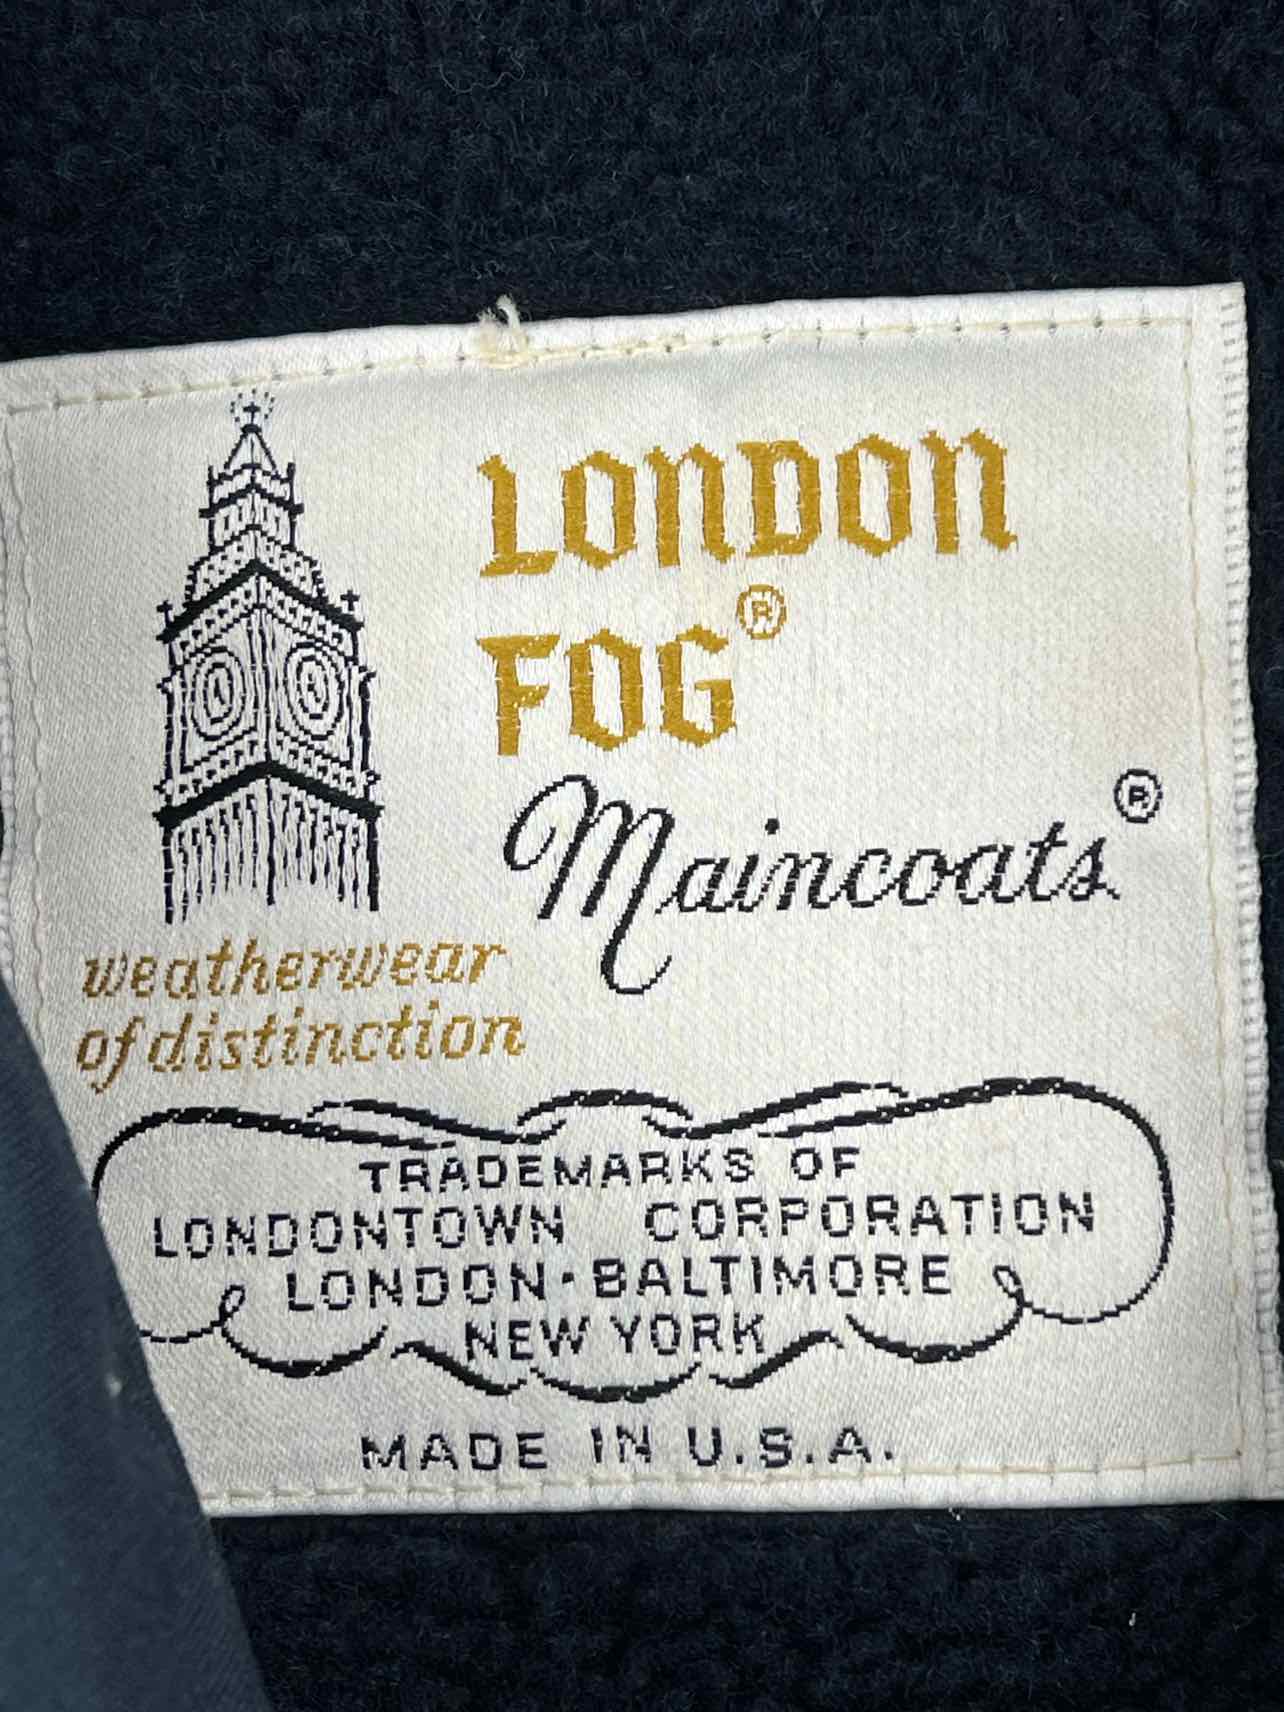 LONDON
FOG®
Maincoats®
weatherwear
of distinction
TRADEMARKS OF
LONDONTOWN CORPORATION
LONDON·BALTIMORE
NEW YORK
MADE IN U.S.A.